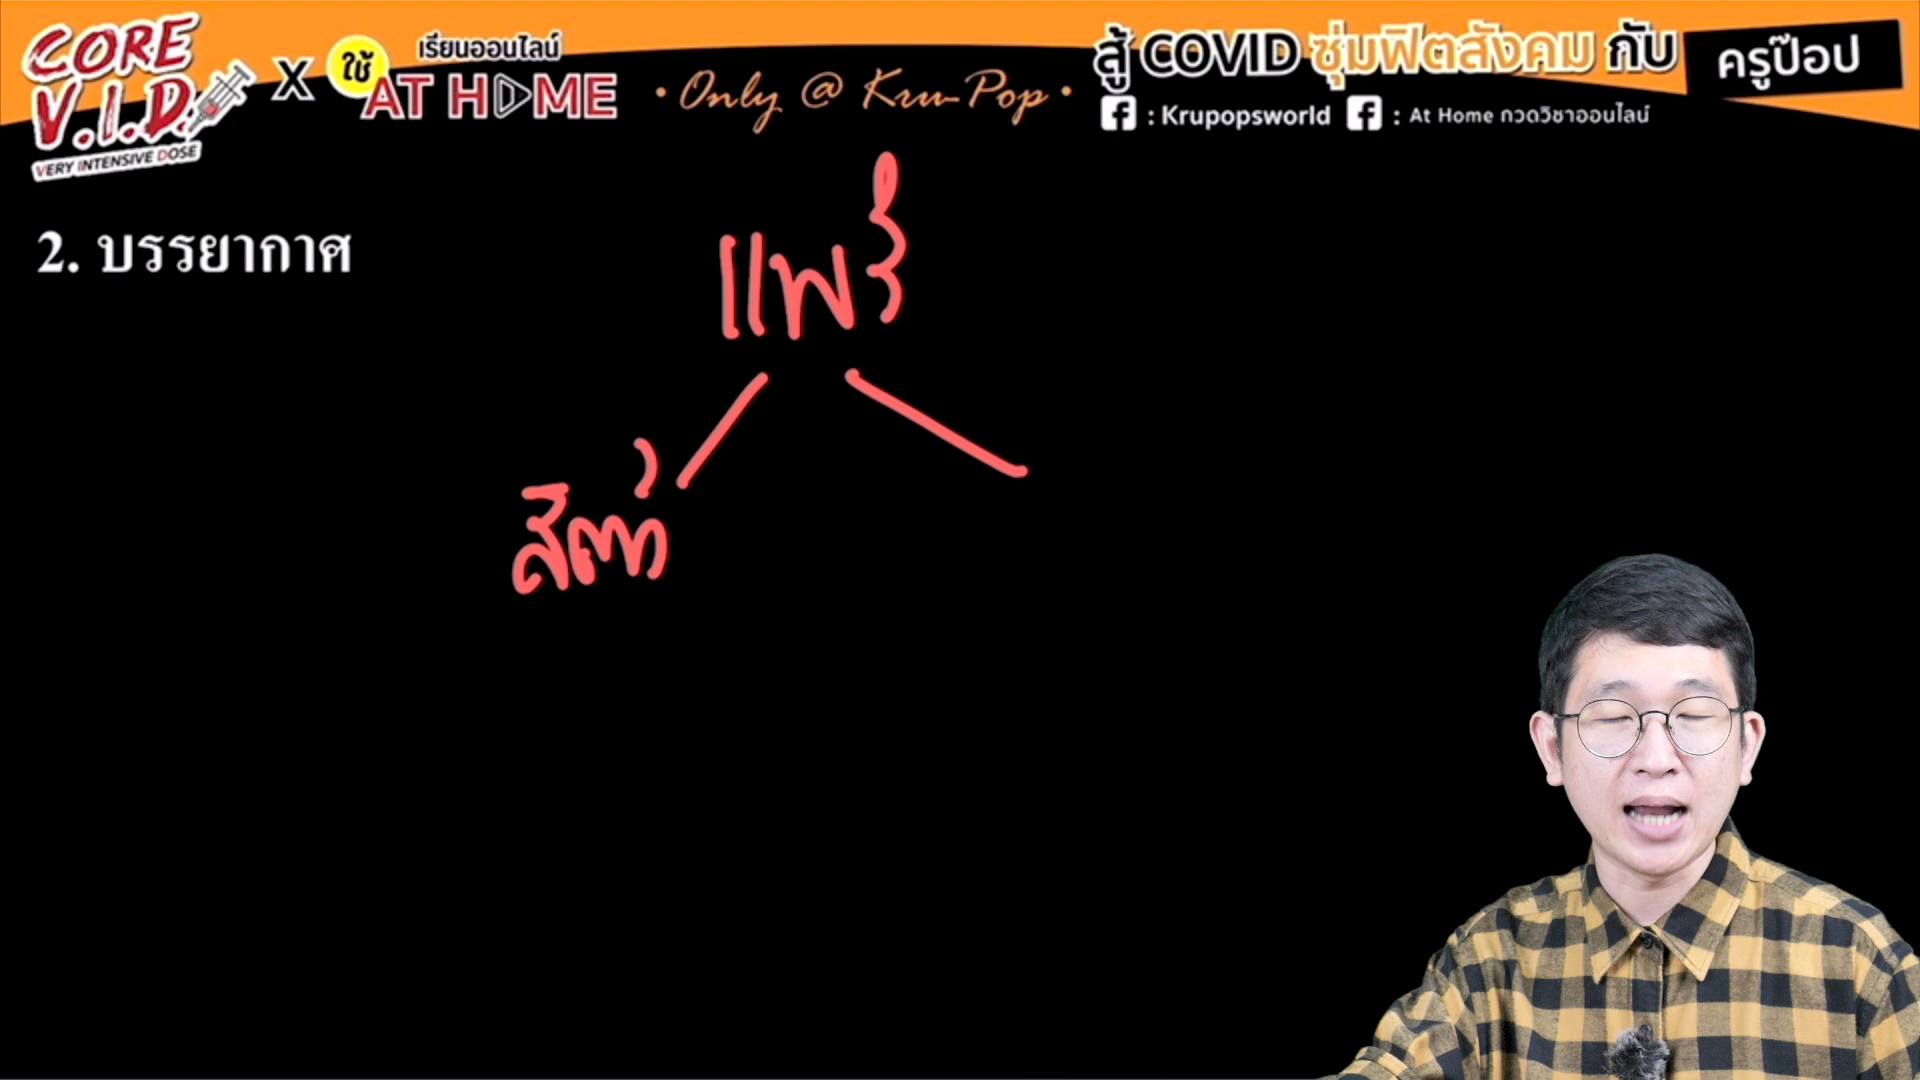 CORE
V.I.D.
VERY INTENSIVE DOSE
X
ใช้
เรียนออนไลน์
AT HOME
• Only @ Kru-Pop •
สู้ COVID ซุ่มฟิตสังคม กับ ครูป๊อป
: Krupopsworld : At Home กวดวิชาออนไลน์
2. บรรยากาศ
แพร์
สัตว์